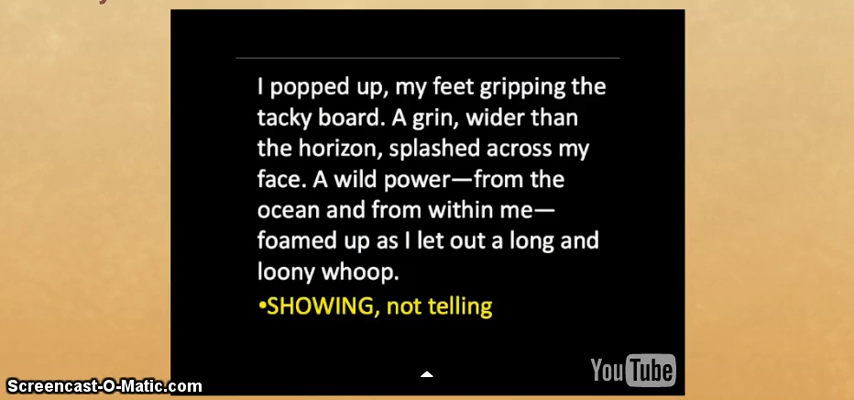 I popped up, my feet gripping the
tacky board. A grin, wider than
the horizon, splashed across my
face. A wild power—from the
ocean and from within me—
foamed up as I let out a long and
loony whoop.
•SHOWING, not telling
YouTube
Screencast-O-Matic.com